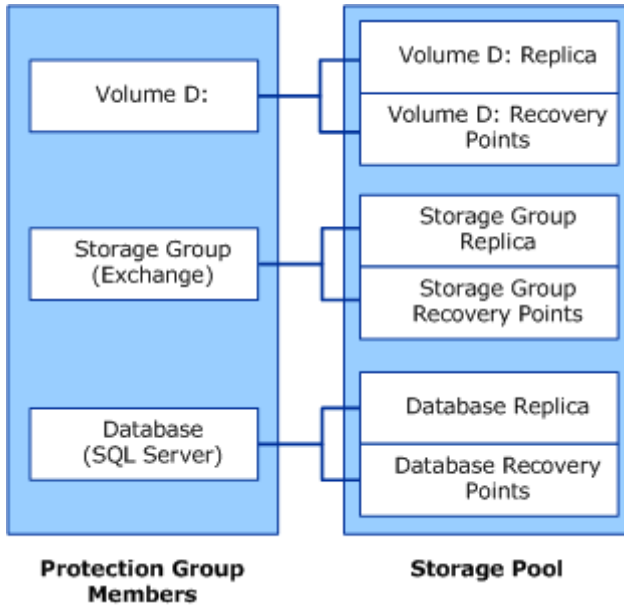 Volume D:
Volume D: Replica
Volume D: Recovery
Points
Storage Group
(Exchange)
Storage Group
Replica
Storage Group
Recovery Points
Database
(SQL Server)
Database Replica
Database Recovery
Points
Protection Group
Members
Storage Pool